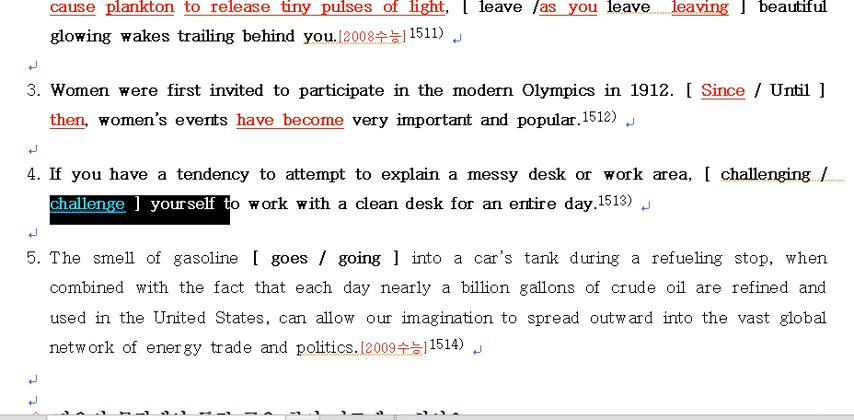 cause plankton to release tiny pulses of light, [ leave /as you leave leaving ] beautiful
glowing wakes trailing behind you.[2008수능]1511)
3. Women were first invited to participate in the modern Olympics in 1912. [ Since / Until ]
then, women's events have become very important and popular.1512)
4. If you have a tendency to attempt to explain a messy desk or work area, [ challenging /
challenge ] yourself to work with a clean desk for an entire day.1513)
5. The smell of gasoline [ goes / going ] into a car's tank during a refueling stop, when
combined with the fact that each day nearly a billion gallons of crude oil are refined and
used in the United States, can allow our imagination to spread outward into the vast global
network of energy trade and politics.[2009수능]1514)